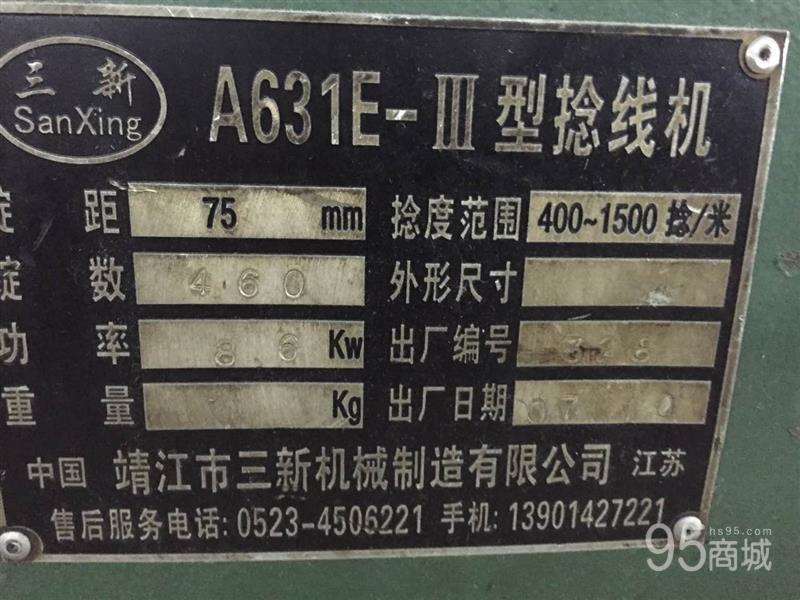 三新
SanXing
A631E-III型捻线机
锭距 75 mm 捻度范围 400~1500 捻/米
锭数 460 外形尺寸
功率 86 Kw 出厂编号
重量 Kg 出厂日期
中国 靖江市三新机械制造有限公司 江苏
售后服务电话:0523-4506221 手机:13901427221
95商城
hs95.com